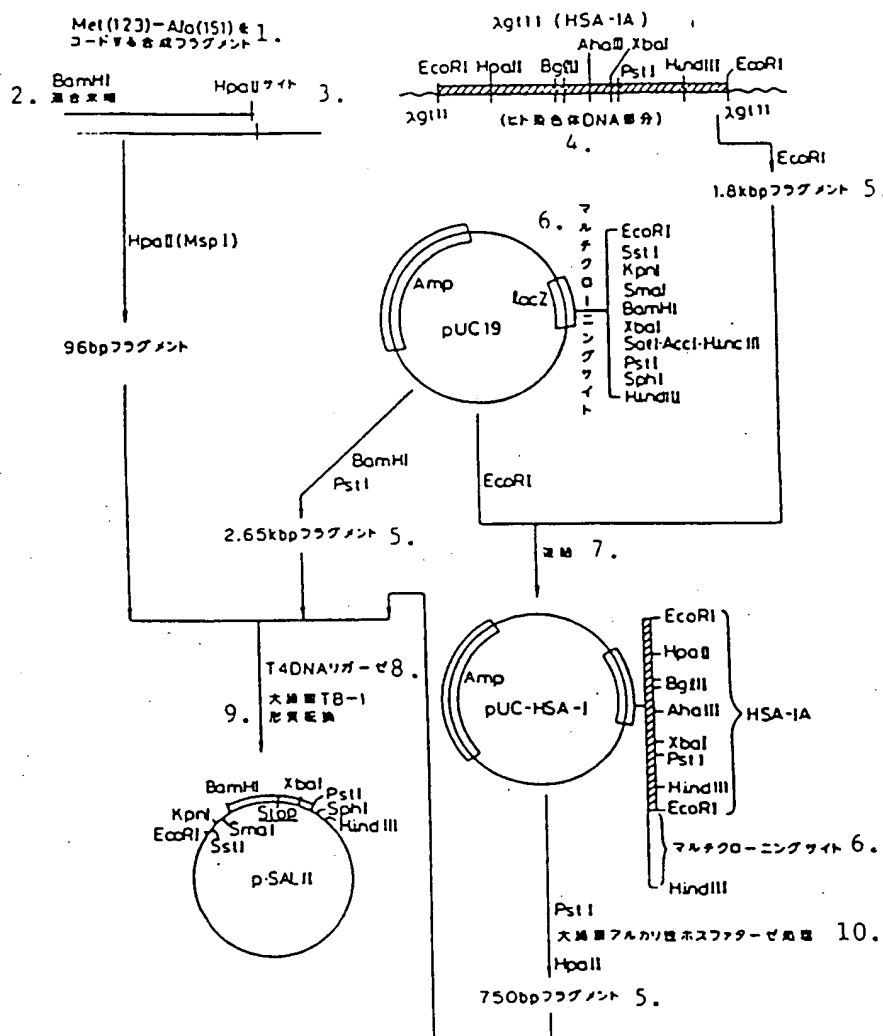 Met(123)-Ala(151)を
コードする合成フラグメント 1.
BamHI
2.
HpaIIサイト 3.
λgt11 (HSA-IA) 4
EcoRI HpaII BglII AhaIII XbaI PstI HindIII EcoRI
λgt11 λgt11
(ヒト染色体DNA部分)
4.
EcoRI
1.8kbpフラグメント 5.
HpaII(MspI)
96bpフラグメント
6. マルチクローニングサイト
Amp
lacZ
pUC19
EcoRI
SstI
KpnI
SmaI
BamHI
XbaI
SalI・AccI・HincII
PstI
SphI
HindIII
BamHI
PstI
EcoRI
2.65kbpフラグメント 5.
連結 7.
T4DNAリガーゼ 8.
大腸菌TB-1
9. 形質転換
Amp
pUC-HSA-I
EcoRI
HpaII
BglII
AhaIII
XbaI
PstI
HindIII
EcoRI
HSA-IA
マルチクローニングサイト 6.
HindIII
BamHI XbaI PstI
KpnI Stop SphI
EcoRI SmaI HindIII
SstI
p・SALII
PstI
大腸菌アルカリ性ホスファターゼ処理 10.
HpaII
750bpフラグメント 5.